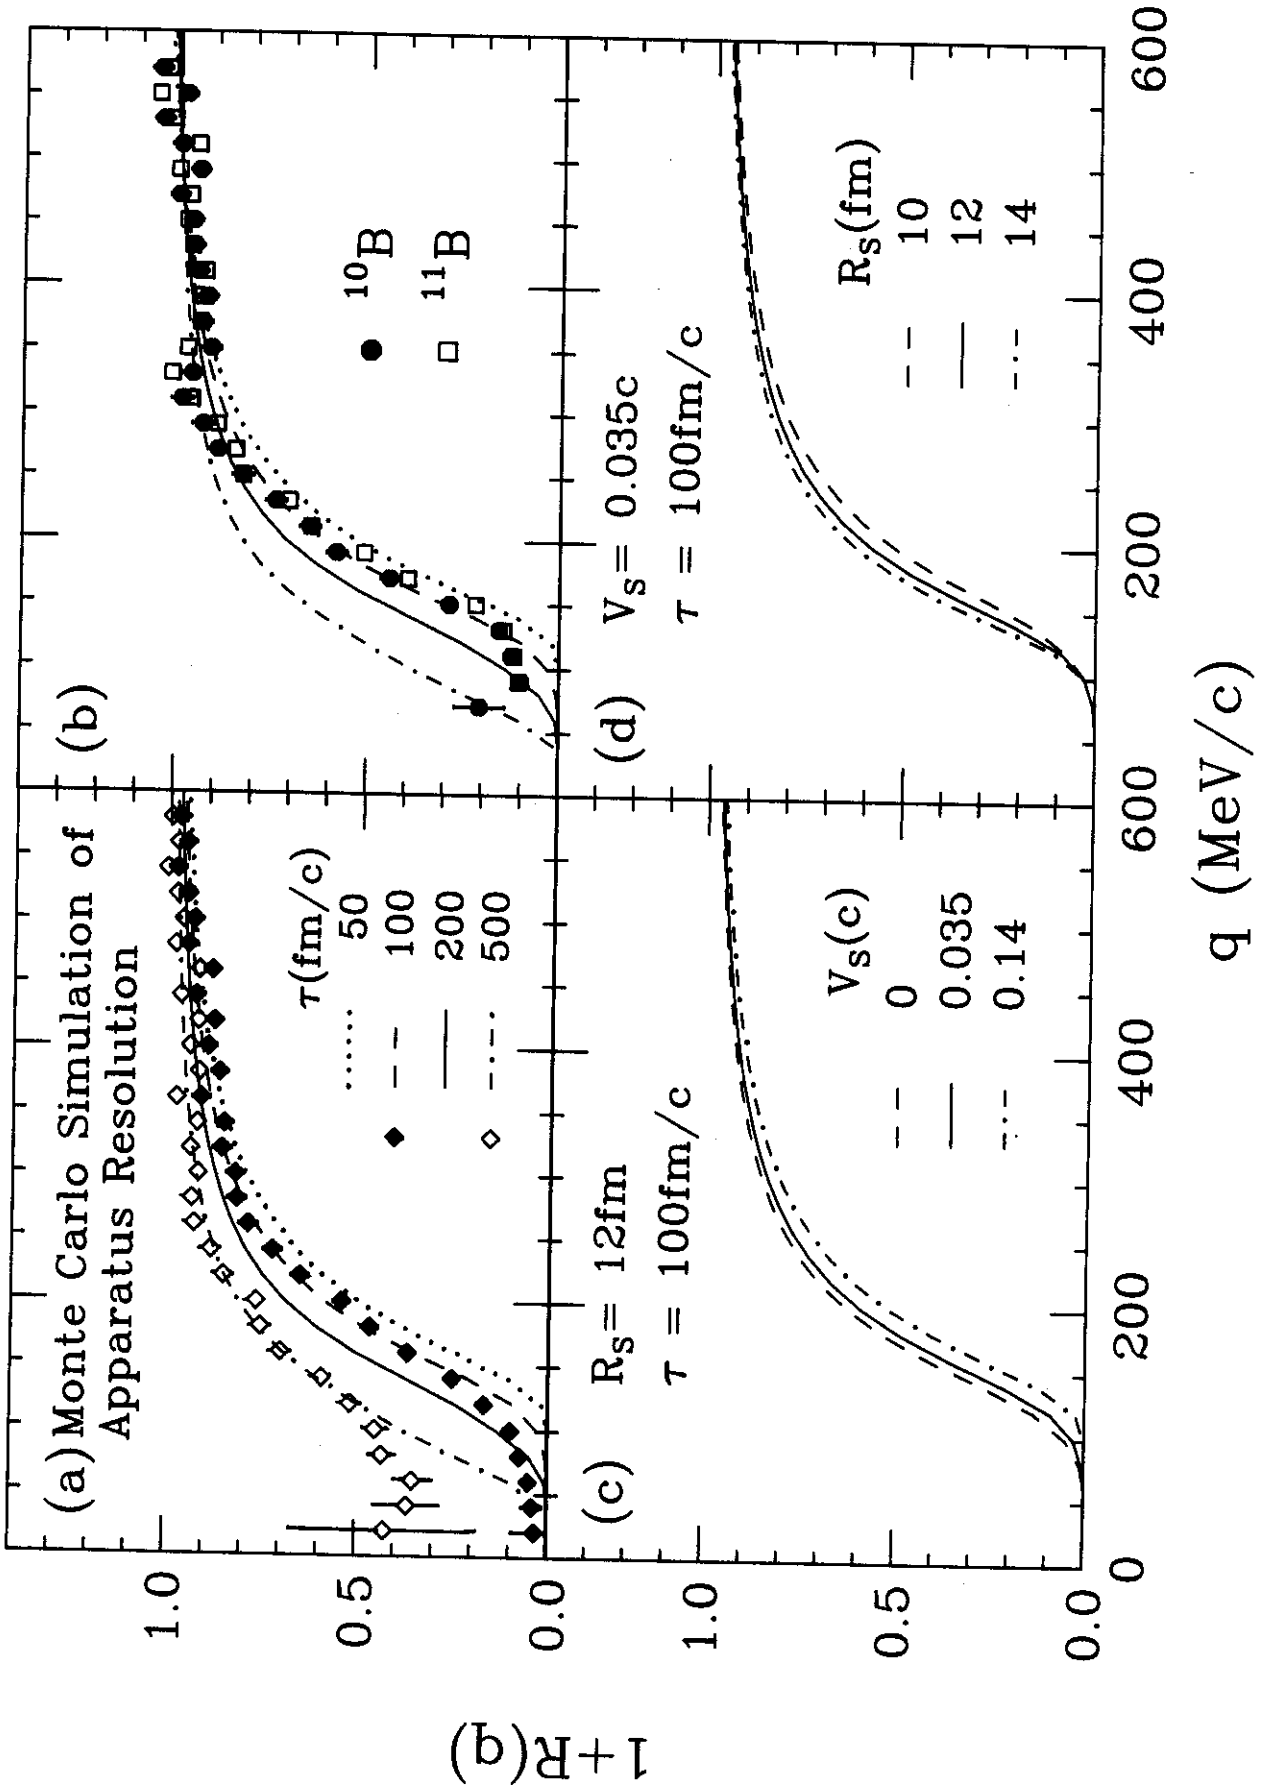 (a) Monte Carlo Simulation of
Apparatus Resolution
τ(fm/c)
50
100
200
500
(b)
¹⁰B
¹¹B
(c)
R_S= 12fm
τ = 100fm/c
V_S(c)
0
0.035
0.14
(d)
V_S= 0.035c
τ = 100fm/c
R_S(fm)
10
12
14
1.0
0.5
0.0
1.0
0.5
0.0
0
200
400
600
200
400
600
1+R(q)
q (MeV/c)